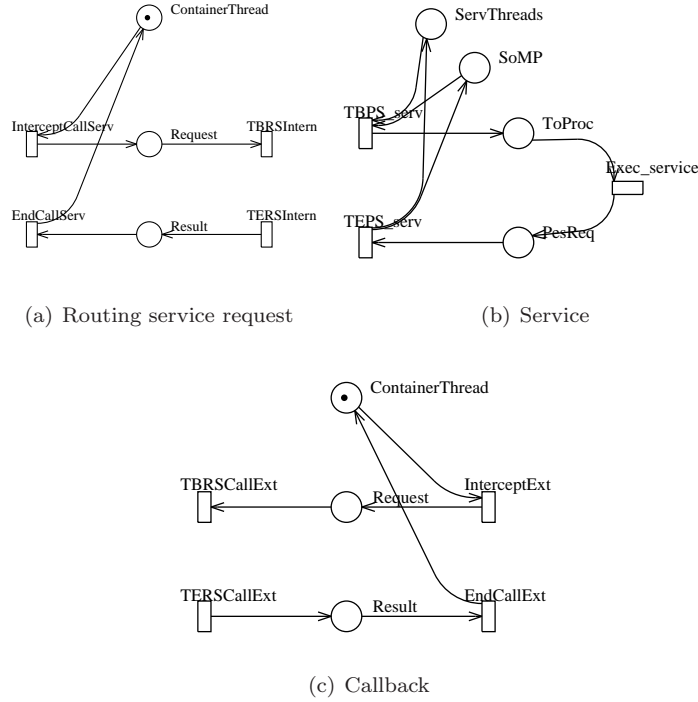 ContainerThread
InterceptCallServ
Request
TBRSIntern
EndCallServ
Result
TERSIntern
(a) Routing service request
ServThreads
SoMP
TBPS_serv
ToProc
Exec_service
TEPS_serv
PesReq
(b) Service
ContainerThread
TBRSCallExt
Request
InterceptExt
TERSCallExt
Result
EndCallExt
(c) Callback